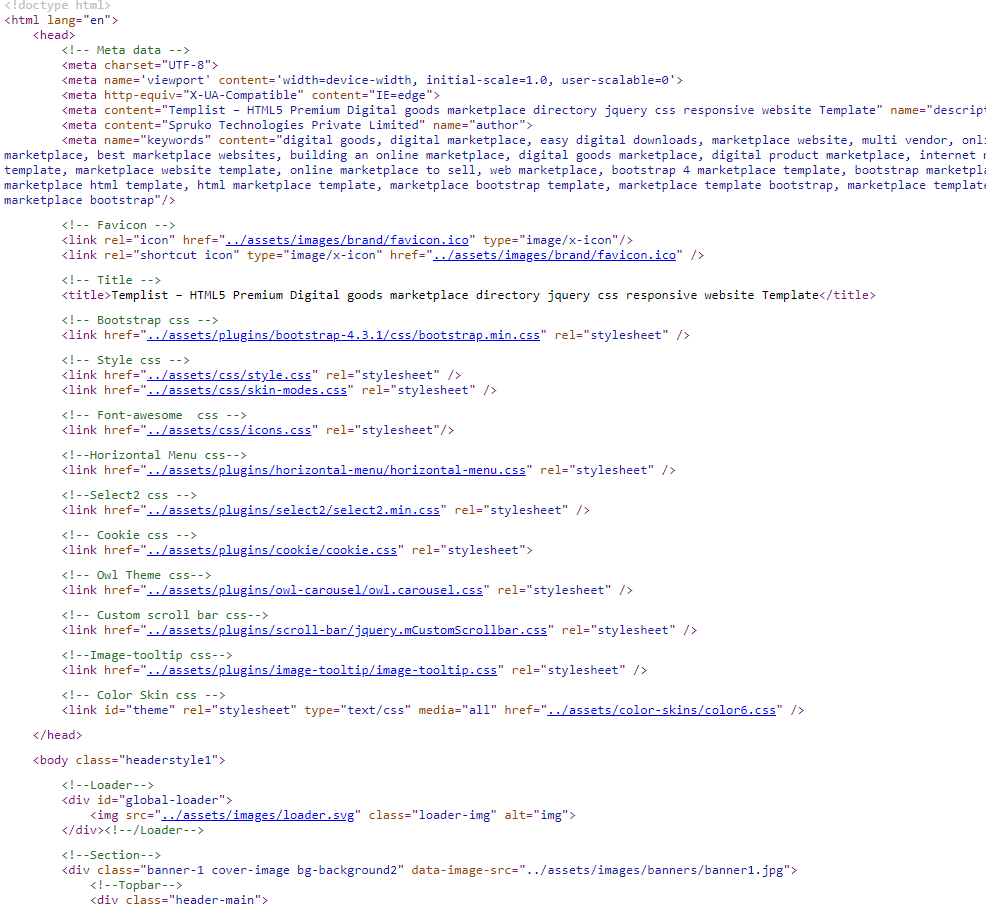 <!doctype html>
<html lang="en">
<head>
<!-- Meta data -->
<meta charset="UTF-8">
<meta name='viewport' content='width=device-width, initial-scale=1.0, user-scalable=0'>
<meta http-equiv="X-UA-Compatible" content="IE=edge">
<meta content="Templist – HTML5 Premium Digital goods marketplace directory jquery css responsive website Template" name="descript
<meta content="Spruko Technologies Private Limited" name="author">
<meta name="keywords" content="digital goods, digital marketplace, easy digital downloads, marketplace website, multi vendor, onli
marketplace, best marketplace websites, building an online marketplace, digital goods marketplace, digital product marketplace, internet m
template, marketplace website template, online marketplace to sell, web marketplace, bootstrap 4 marketplace template, bootstrap marketpla
marketplace html template, html marketplace template, marketplace bootstrap template, marketplace template bootstrap, marketplace template
marketplace bootstrap"/>
<!-- Favicon -->
<link rel="icon" href="../assets/images/brand/favicon.ico" type="image/x-icon"/>
<link rel="shortcut icon" type="image/x-icon" href="../assets/images/brand/favicon.ico" />
<!-- Title -->
<title>Templist – HTML5 Premium Digital goods marketplace directory jquery css responsive website Template</title>
<!-- Bootstrap css -->
<link href="../assets/plugins/bootstrap-4.3.1/css/bootstrap.min.css" rel="stylesheet" />
<!-- Style css -->
<link href="../assets/css/style.css" rel="stylesheet" />
<link href="../assets/css/skin-modes.css" rel="stylesheet" />
<!-- Font-awesome  css -->
<link href="../assets/css/icons.css" rel="stylesheet"/>
<!--Horizontal Menu css-->
<link href="../assets/plugins/horizontal-menu/horizontal-menu.css" rel="stylesheet" />
<!--Select2 css -->
<link href="../assets/plugins/select2/select2.min.css" rel="stylesheet" />
<!-- Cookie css -->
<link href="../assets/plugins/cookie/cookie.css" rel="stylesheet">
<!-- Owl Theme css-->
<link href="../assets/plugins/owl-carousel/owl.carousel.css" rel="stylesheet" />
<!-- Custom scroll bar css-->
<link href="../assets/plugins/scroll-bar/jquery.mCustomScrollbar.css" rel="stylesheet" />
<!--Image-tooltip css-->
<link href="../assets/plugins/image-tooltip/image-tooltip.css" rel="stylesheet" />
<!-- Color Skin css -->
<link id="theme" rel="stylesheet" type="text/css" media="all" href="../assets/color-skins/color6.css" />
</head>
<body class="headerstyle1">
<!--Loader-->
<div id="global-loader">
<img src="../assets/images/loader.svg" class="loader-img" alt="img">
</div><!--/Loader-->
<!--Section-->
<div class="banner-1 cover-image bg-background2" data-image-src="../assets/images/banners/banner1.jpg">
<!--Topbar-->
<div class="header-main">